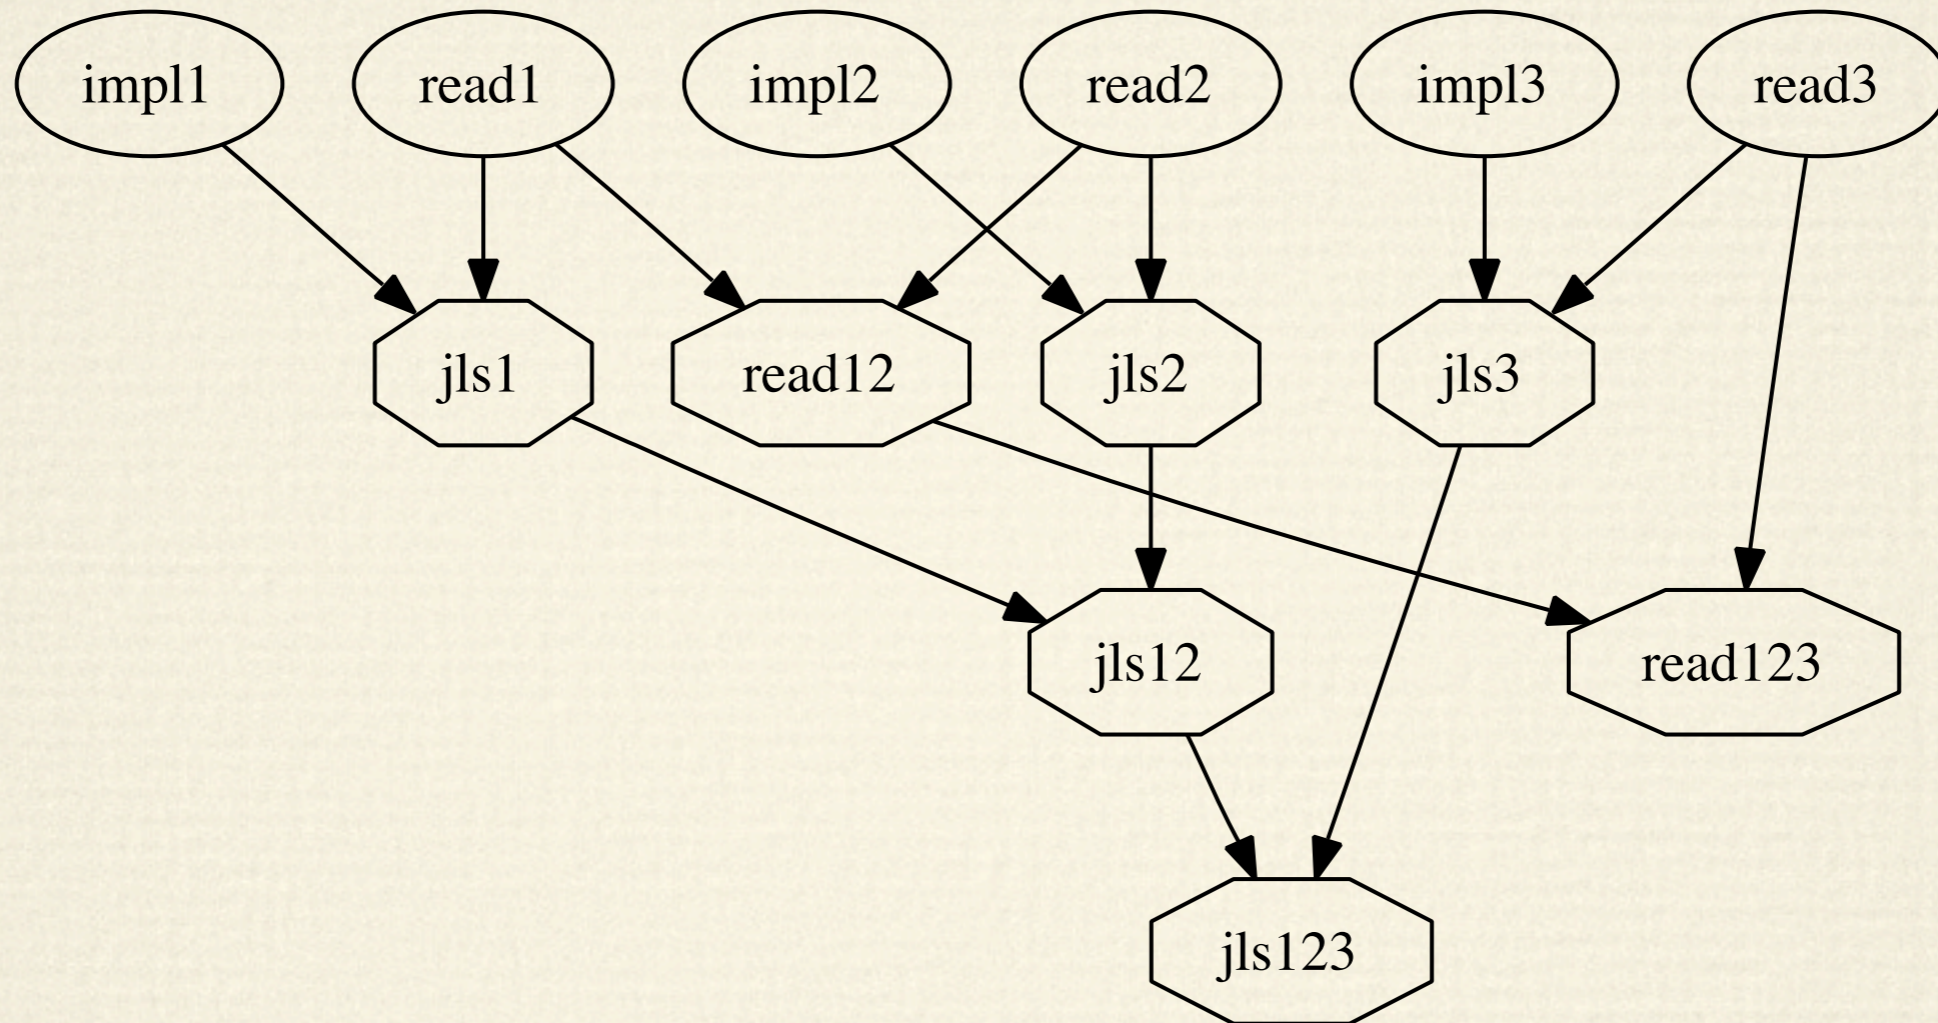 impl1 read1 impl2 read2 impl3 read3
jls1 read12 jls2 jls3
jls12 read123
jls123